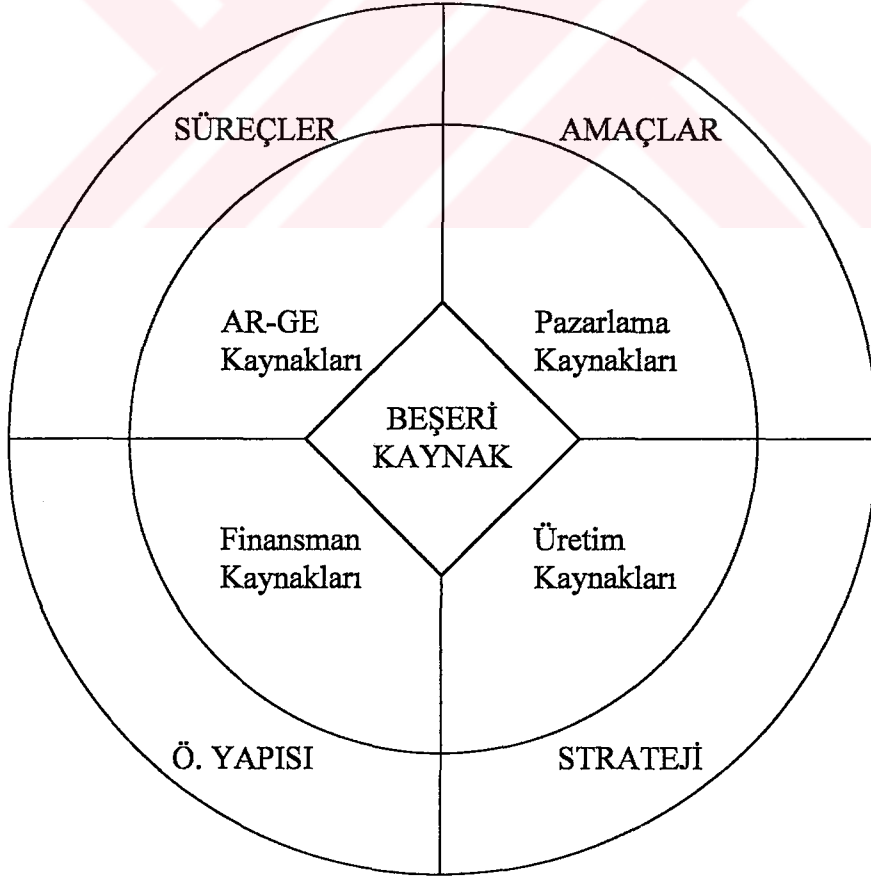 SÜREÇLER
AMAÇLAR
AR-GE
Kaynakları
Pazarlama
Kaynakları
BEŞERİ
KAYNAK
Finansman
Kaynakları
Üretim
Kaynakları
Ö. YAPISI
STRATEJİ